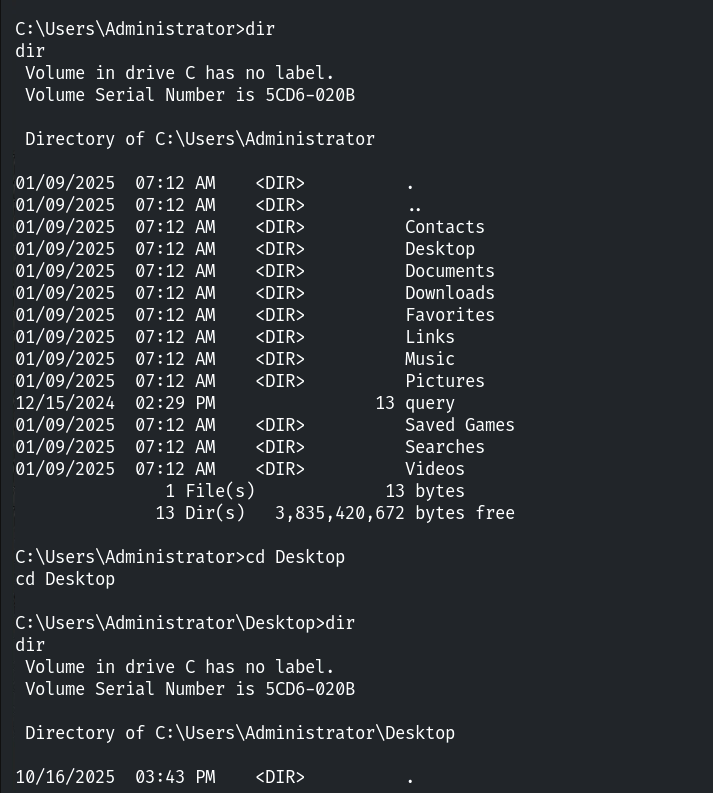 C:\Users\Administrator>dir
dir
 Volume in drive C has no label.
 Volume Serial Number is 5CD6-020B

 Directory of C:\Users\Administrator

01/09/2025  07:12 AM    <DIR>          .
01/09/2025  07:12 AM    <DIR>          ..
01/09/2025  07:12 AM    <DIR>          Contacts
01/09/2025  07:12 AM    <DIR>          Desktop
01/09/2025  07:12 AM    <DIR>          Documents
01/09/2025  07:12 AM    <DIR>          Downloads
01/09/2025  07:12 AM    <DIR>          Favorites
01/09/2025  07:12 AM    <DIR>          Links
01/09/2025  07:12 AM    <DIR>          Music
01/09/2025  07:12 AM    <DIR>          Pictures
12/15/2024  02:29 PM                13 query
01/09/2025  07:12 AM    <DIR>          Saved Games
01/09/2025  07:12 AM    <DIR>          Searches
01/09/2025  07:12 AM    <DIR>          Videos
               1 File(s)             13 bytes
              13 Dir(s)   3,835,420,672 bytes free

C:\Users\Administrator>cd Desktop
cd Desktop

C:\Users\Administrator\Desktop>dir
dir
 Volume in drive C has no label.
 Volume Serial Number is 5CD6-020B

 Directory of C:\Users\Administrator\Desktop

10/16/2025  03:43 PM    <DIR>          .